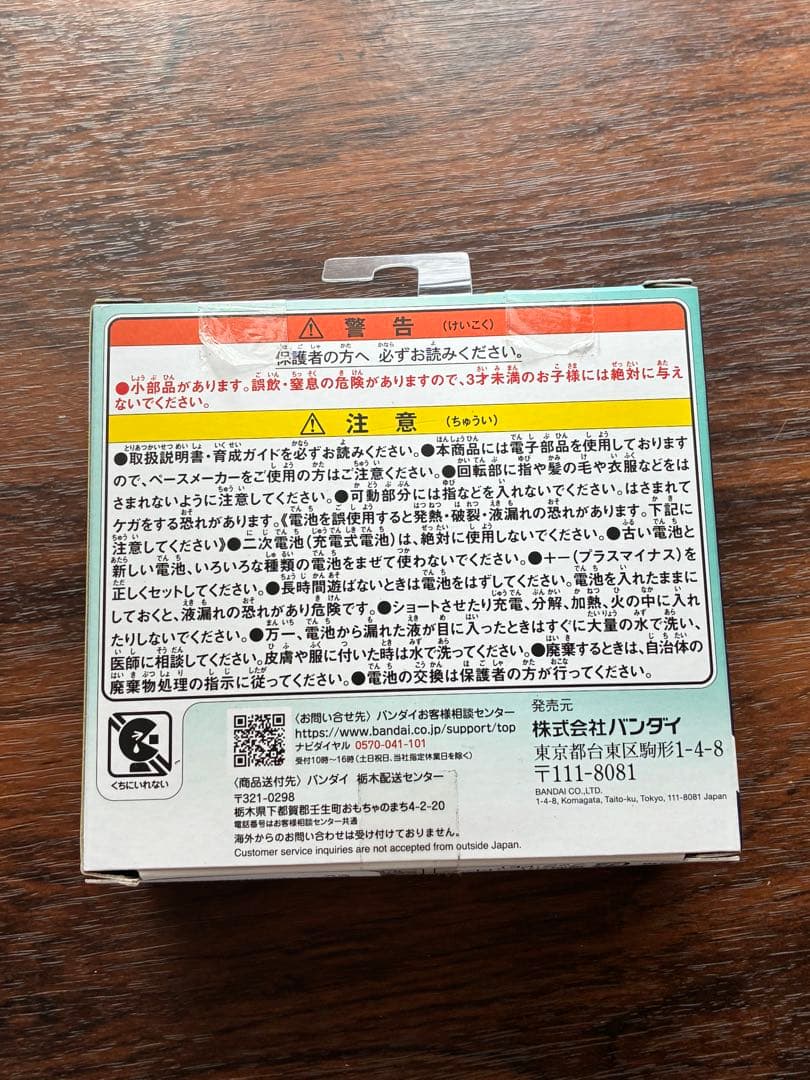 警告 (けいこく)
保護者の方へ 必ずお読みください。
●小部品があります。誤飲・窒息の危険がありますので、3才未満のお子様には絶対に与え
ないでください。
注意 (ちゅうい)
●取扱説明書・育成ガイドを必ずお読みください。●本商品には電子部品を使用しております
ので、ペースメーカーをご使用の方はご注意ください。●回転部に指や髪の毛や衣服などをは
さまれないように注意してください。●可動部分には指などを入れないでください。はさまれて
ケガをする恐れがあります。《電池を誤使用すると発熱・破裂・液漏れの恐れがあります。下記に
注意してください》●二次電池(充電式電池)は、絶対に使用しないでください。●古い電池と
新しい電池、いろいろな種類の電池をまぜて使わないでください。●+-(プラスマイナス)を
正しくセットしてください。●長時間遊ばないときは電池をはずしてください。電池を入れたままに
しておくと、液漏れの恐れがあり危険です。●ショートさせたり充電、分解、加熱、火の中に入れ
たりしないでください。●万一、電池から漏れた液が目に入ったときはすぐに大量の水で洗い、
医師に相談してください。皮膚や服に付いた時は水で洗ってください。●廃棄するときは、自治体の
廃棄物処理の指示に従ってください。●電池の交換は保護者の方が行ってください。
くちにいれない
〈お問い合せ先〉バンダイお客様相談センター
https://www.bandai.co.jp/support/top
ナビダイヤル 0570-041-101
受付10時~16時(土日祝日、当社指定休業日を除く)
〈商品送付先〉バンダイ 栃木配送センター
〒321-0298
栃木県下都賀郡壬生町おもちゃのまち4-2-20
電話番号はお客様相談センター共通
海外からのお問い合わせは受け付けておりません。
Customer service inquiries are not accepted from outside Japan.
発売元
株式会社バンダイ
東京都台東区駒形1-4-8
〒111-8081
BANDAI CO.,LTD.
1-4-8, Komagata, Taito-ku, Tokyo, 111-8081 Japan